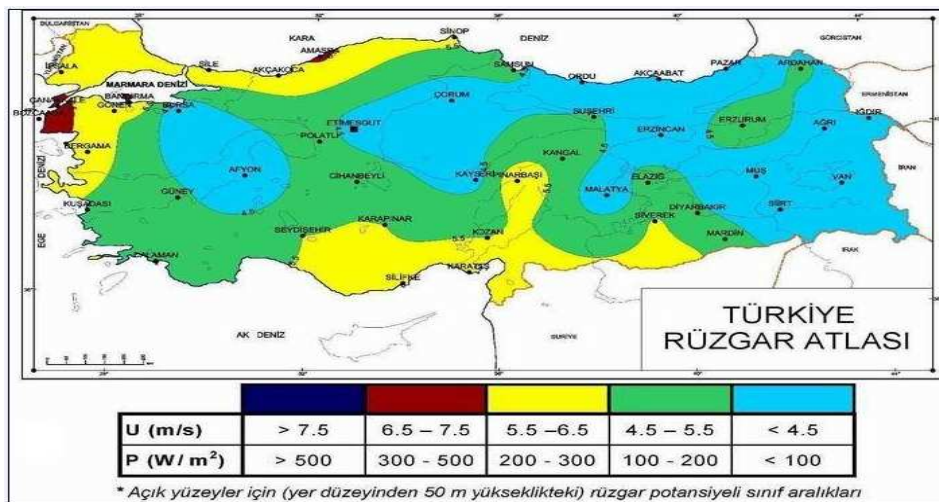 BULGARİSTAN
KARA
DENİZ
GÜRCİSTAN
SİNOP
AMASRA
İPSALA
ŞİLE
AKÇAKOCA
SAMSUN
ORDU
AKÇAABAT
PAZAR
ARDAHAN
MARMARA DENİZİ
BANDIRMA
ERMENİSTAN
GÖNEN
BURSA
ÇORUM
SUŞEHRİ
IĞDIR
ETİMESGUT
POLATLI
ERZİNCAN
ERZURUM
AĞRI
BERGAMA
KANGAL
İRAN
EGE
DENİZİ
AFYON
CİHANBEYLİ
KAYSERİ
PINARBAŞI
MALATYA
ELAZIĞ
MUŞ
VAN
KUŞADASI
GÜNEY
DİYARBAKIR
SİİRT
SEYDİŞEHİR
KARAPINAR
KOZAN
SİVEREK
MARDİN
IRAK
DALAMAN
SİLİFKE
KARATAŞ
AK DENİZ
SURİYE
TÜRKİYE
RÜZGAR ATLASI
U (m/s) > 7.5 6.5 – 7.5 5.5 –6.5 4.5 – 5.5 < 4.5
P (W/ m²) > 500 300 - 500 200 - 300 100 - 200 < 100
* Açık yüzeyler için (yer düzeyinden 50 m yükseklikteki) rüzgar potansiyeli sınıf aralıkları